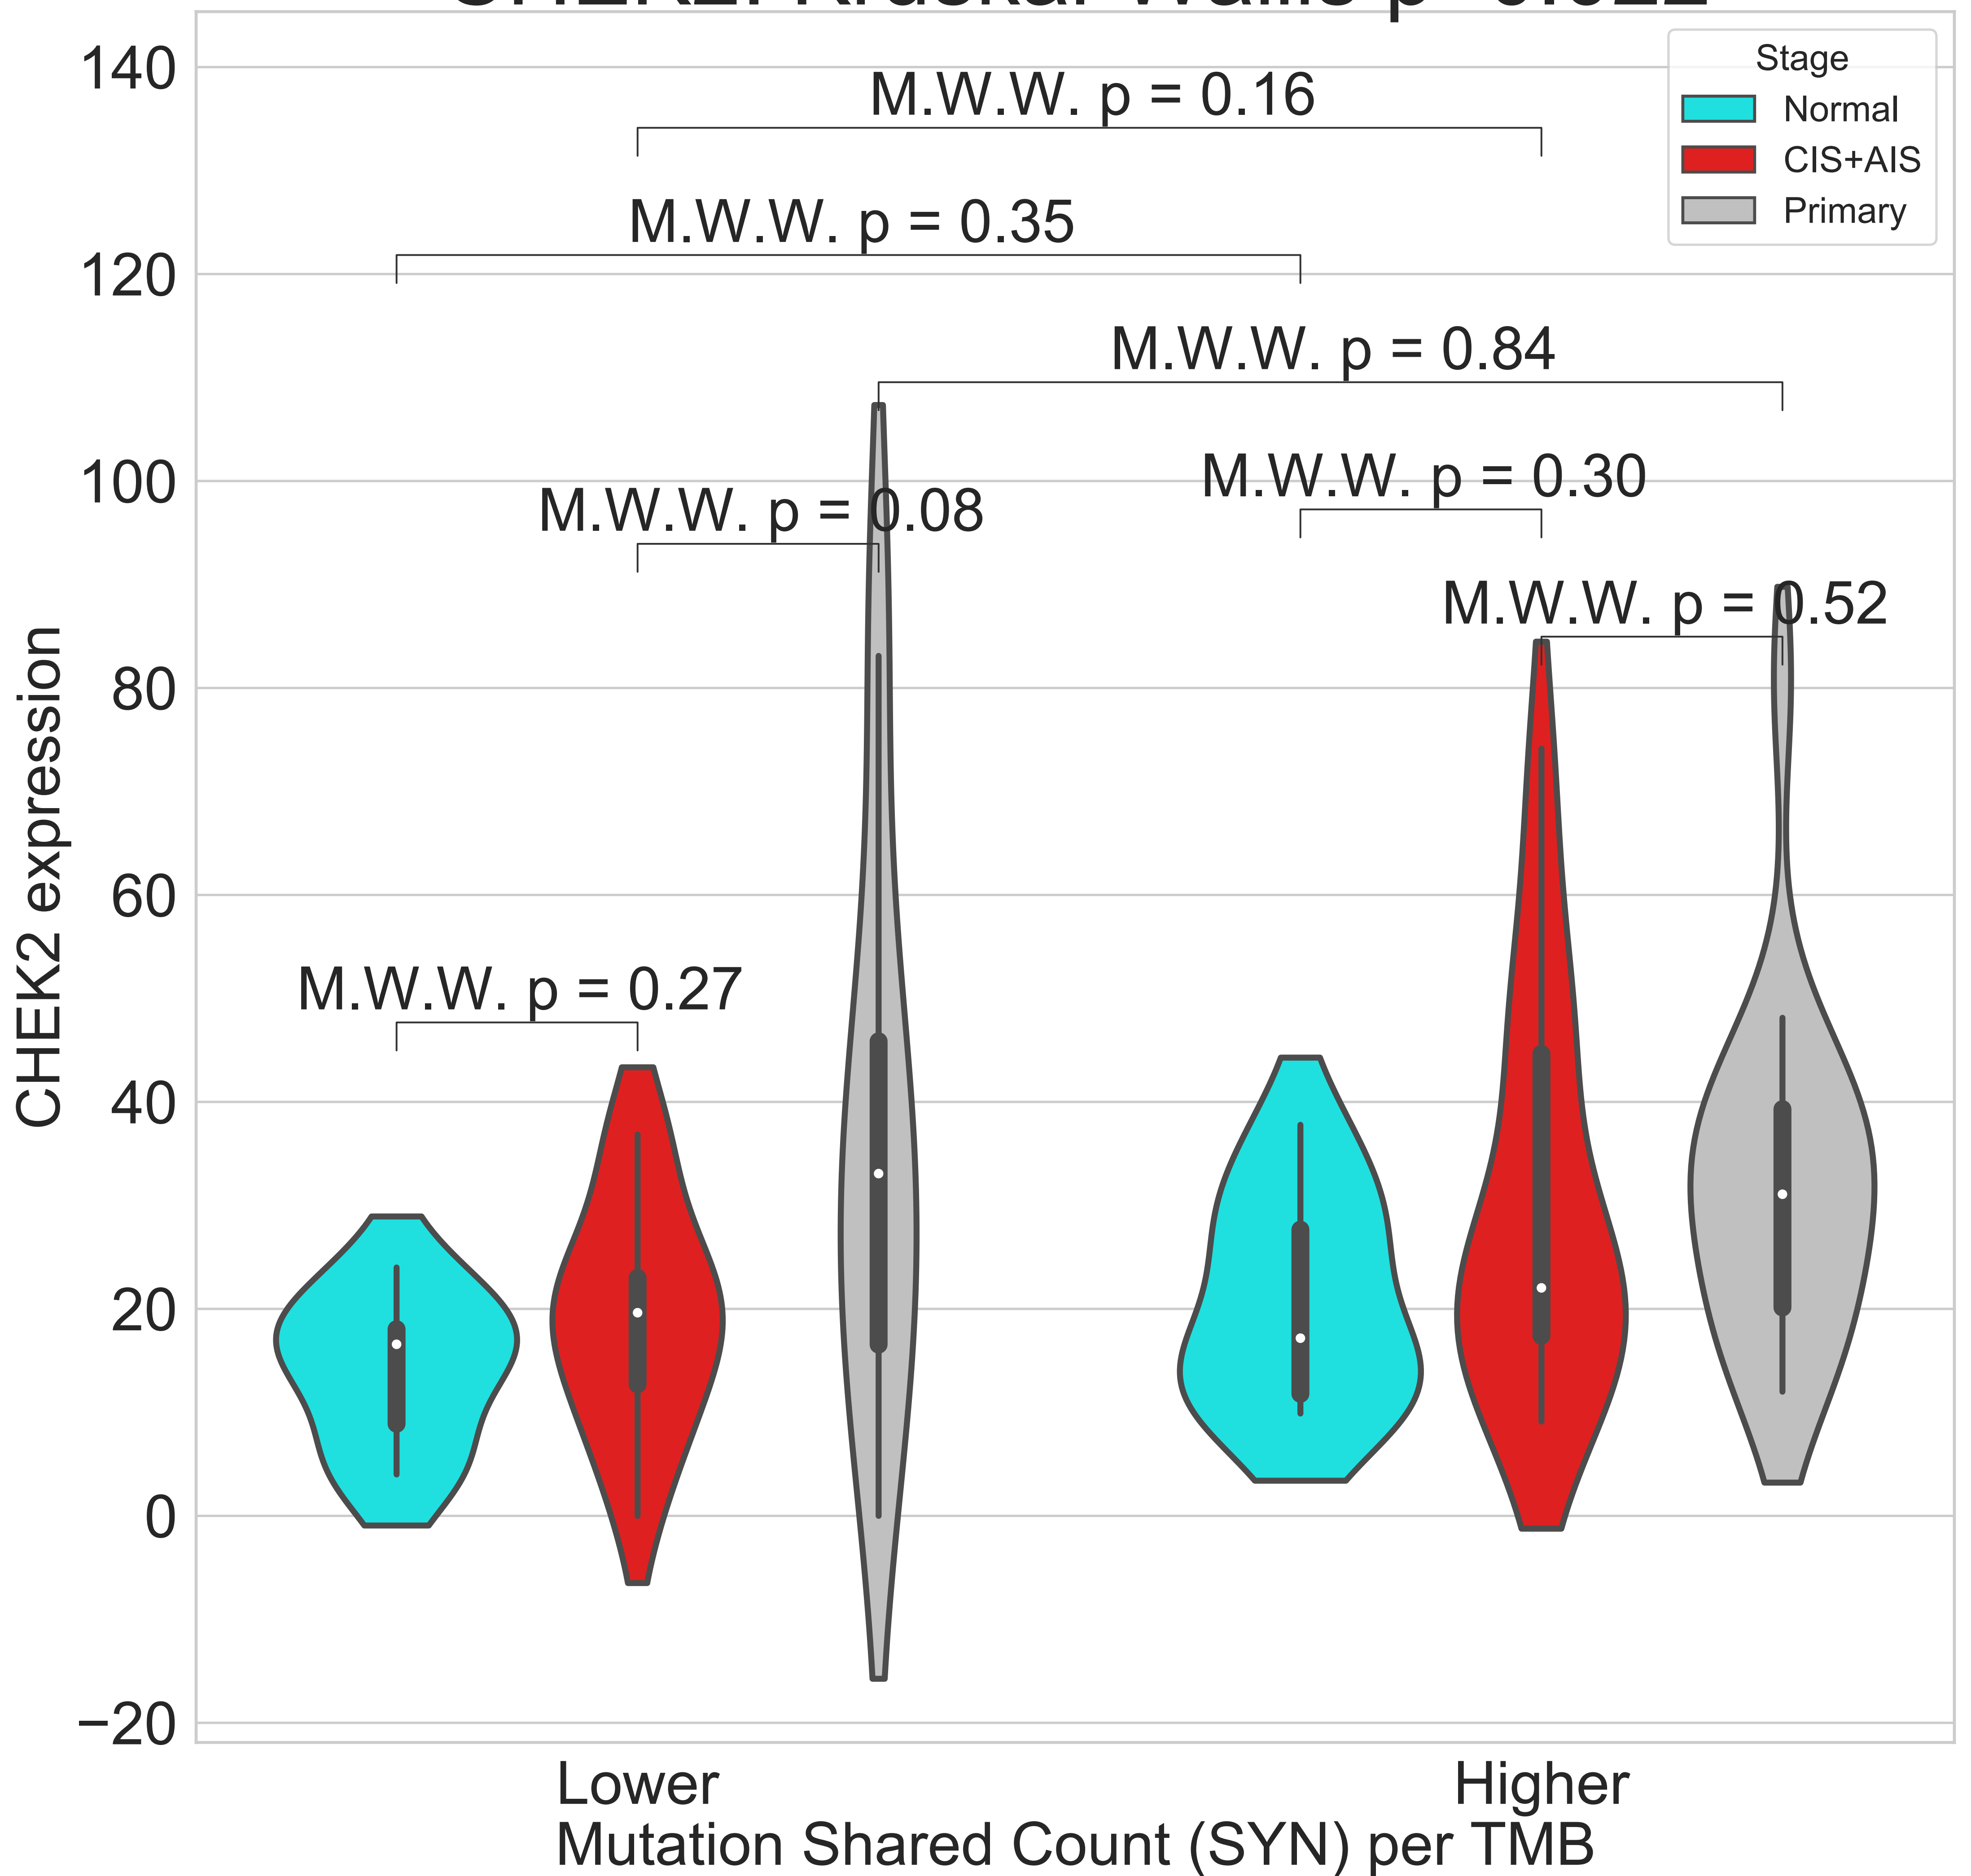 140
120
100
80
60
40
20
0
−20
CHEK2 expression
Stage
Normal
CIS+AIS
Primary
M.W.W. p = 0.16
M.W.W. p = 0.35
M.W.W. p = 0.84
M.W.W. p = 0.30
M.W.W. p = 0.08
M.W.W. p = 0.52
M.W.W. p = 0.27
Lower
Higher
Mutation Shared Count (SYN) per TMB